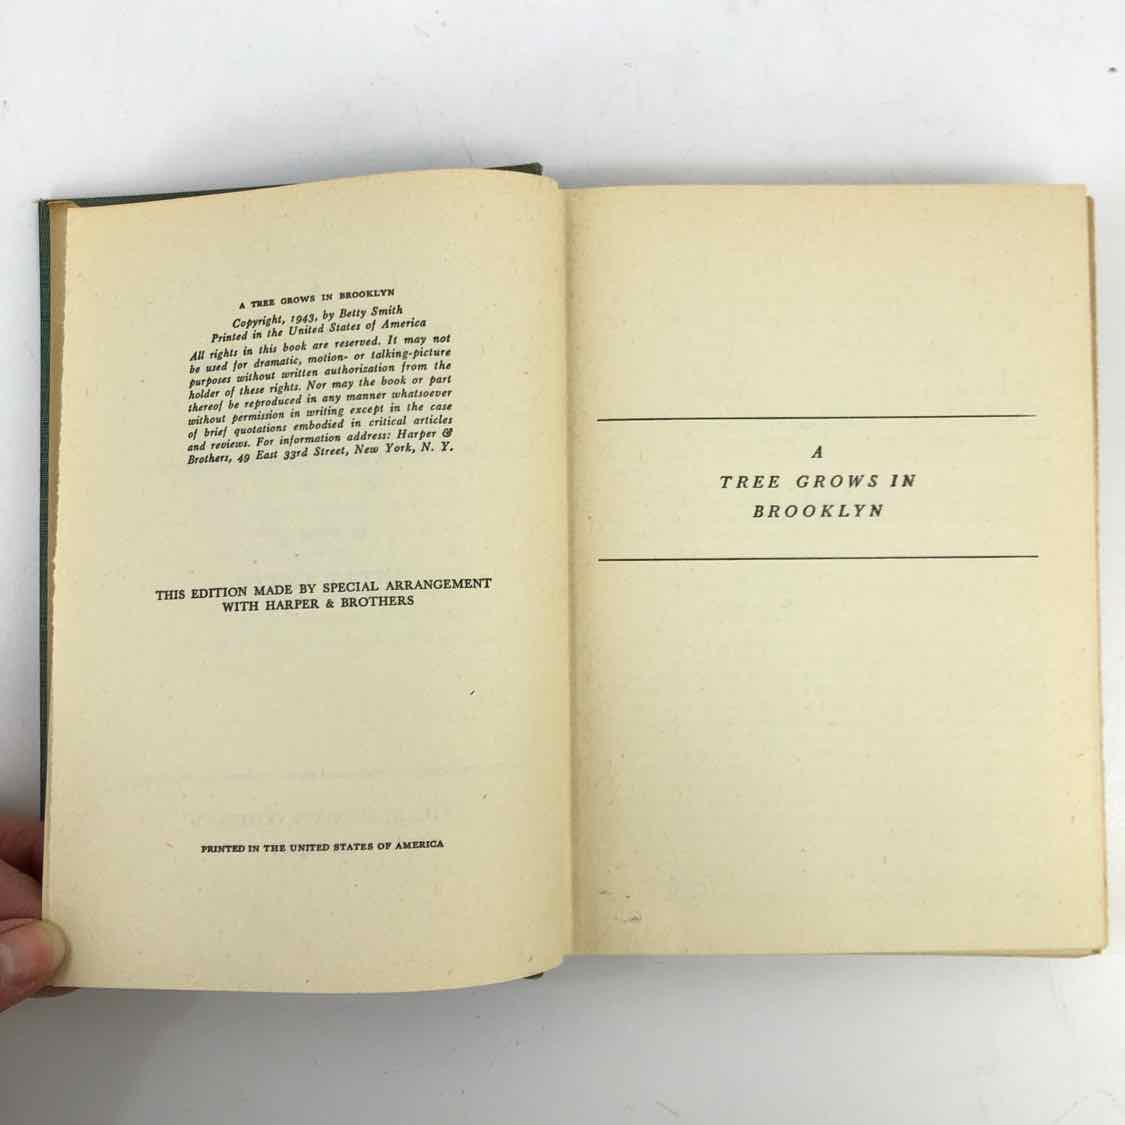 A TREE GROWS IN BROOKLYN
Copyright, 1943, by Betty Smith
Printed in the United States of America
All rights in this book are reserved. It may not
be used for dramatic, motion- or talking-picture
purposes without written authorization from the
holder of these rights. Nor may the book or part
thereof be reproduced in any manner whatsoever
without permission in writing except in the case
of brief quotations embodied in critical articles
and reviews. For information address: Harper &
Brothers, 49 East 33rd Street, New York, N. Y.
THIS EDITION MADE BY SPECIAL ARRANGEMENT
WITH HARPER & BROTHERS
PRINTED IN THE UNITED STATES OF AMERICA
A
TREE GROWS IN
BROOKLYN